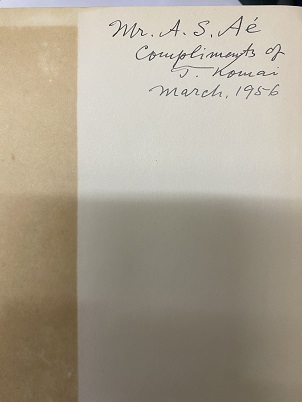 Mr. A. S. Aé
Compliments of
T. Komai
March, 1956